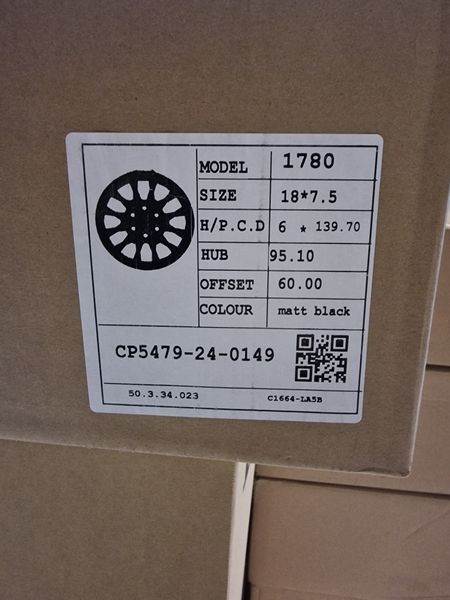 MODEL 1780
SIZE 18*7.5
H/P.C.D 6 * 139.70
HUB 95.10
OFFSET 60.00
COLOUR matt black
CP5479-24-0149
50.3.34.023 C1664-LA5B